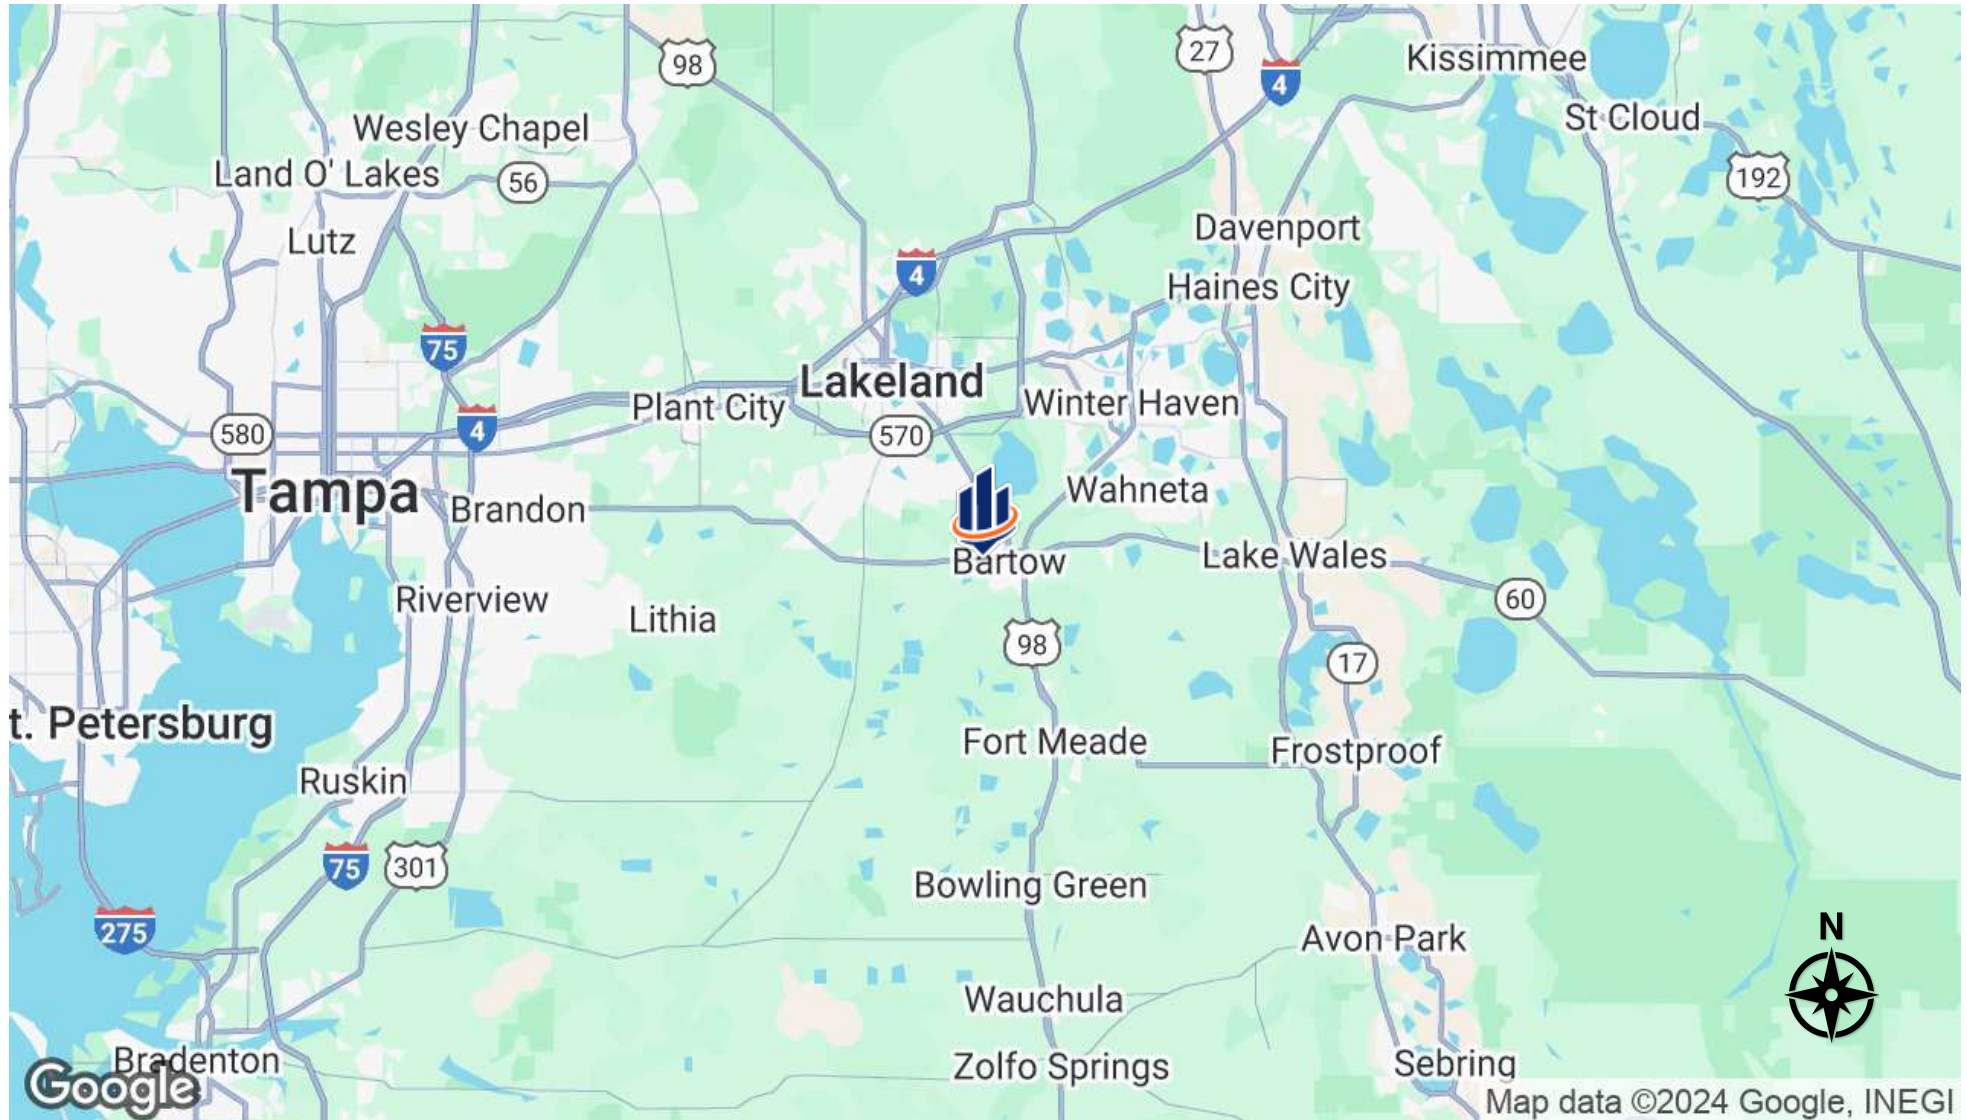 98
27
Kissimmee
4
St Cloud
Wesley Chapel
Land O' Lakes
56
192
Lutz
Davenport
4
Haines City
75
Lakeland
Plant City
Winter Haven
580
4
570
Tampa
Brandon
Wahneta
Bartow
Lake Wales
Riverview
60
Lithia
98
17
t. Petersburg
Fort Meade
Frostproof
Ruskin
75
301
Bowling Green
275
Avon Park
N
Wauchula
Bradenton
Zolfo Springs
Sebring
Google
Map data ©2024 Google, INEGI